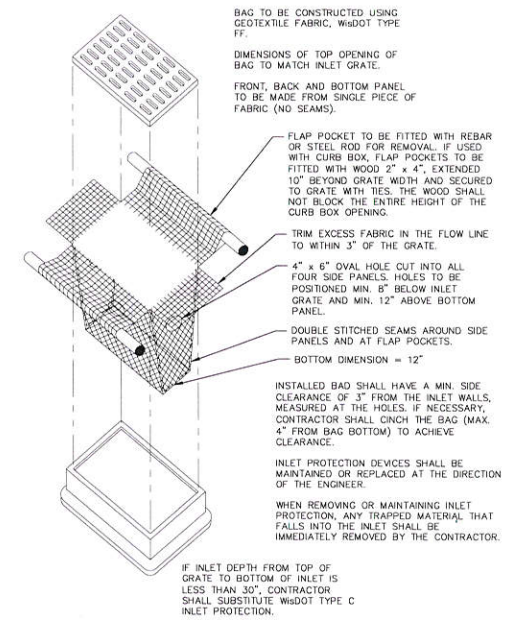 BAG TO BE CONSTRUCTED USING
GEOTEXTILE FABRIC, WisDOT TYPE
FF.
DIMENSIONS OF TOP OPENING OF
BAG TO MATCH INLET GRATE.
FRONT, BACK AND BOTTOM PANEL
TO BE MADE FROM SINGLE PIECE OF
FABRIC (NO SEAMS).
FLAP POCKET TO BE FITTED WITH REBAR
OR STEEL ROD FOR REMOVAL. IF USED
WITH CURB BOX, FLAP POCKETS TO BE
FITTED WITH WOOD 2" x 4", EXTENDED
10" BEYOND GRATE WIDTH AND SECURED
TO GRATE WITH TIES. THE WOOD SHALL
NOT BLOCK THE ENTIRE HEIGHT OF THE
CURB BOX OPENING.
TRIM EXCESS FABRIC IN THE FLOW LINE
TO WITHIN 3" OF THE GRATE.
4" x 6" OVAL HOLE CUT INTO ALL
FOUR SIDE PANELS. HOLES TO BE
POSITIONED MIN. 8" BELOW INLET
GRATE AND MIN. 12" ABOVE BOTTOM
PANEL.
DOUBLE STITCHED SEAMS AROUND SIDE
PANELS AND AT FLAP POCKETS.
BOTTOM DIMENSION = 12"
INSTALLED BAD SHALL HAVE A MIN. SIDE
CLEARANCE OF 3" FROM THE INLET WALLS,
MEASURED AT THE HOLES. IF NECESSARY,
CONTRACTOR SHALL CINCH THE BAG (MAX.
4" FROM BAG BOTTOM) TO ACHIEVE
CLEARANCE.
INLET PROTECTION DEVICES SHALL BE
MAINTAINED OR REPLACED AT THE DIRECTION
OF THE ENGINEER.
WHEN REMOVING OR MAINTAINING INLET
PROTECTION, ANY TRAPPED MATERIAL THAT
FALLS INTO THE INLET SHALL BE
IMMEDIATELY REMOVED BY THE CONTRACTOR.
IF INLET DEPTH FROM TOP OF
GRATE TO BOTTOM OF INLET IS
LESS THAN 30", CONTRACTOR
SHALL SUBSTITUTE WisDOT TYPE C
INLET PROTECTION.